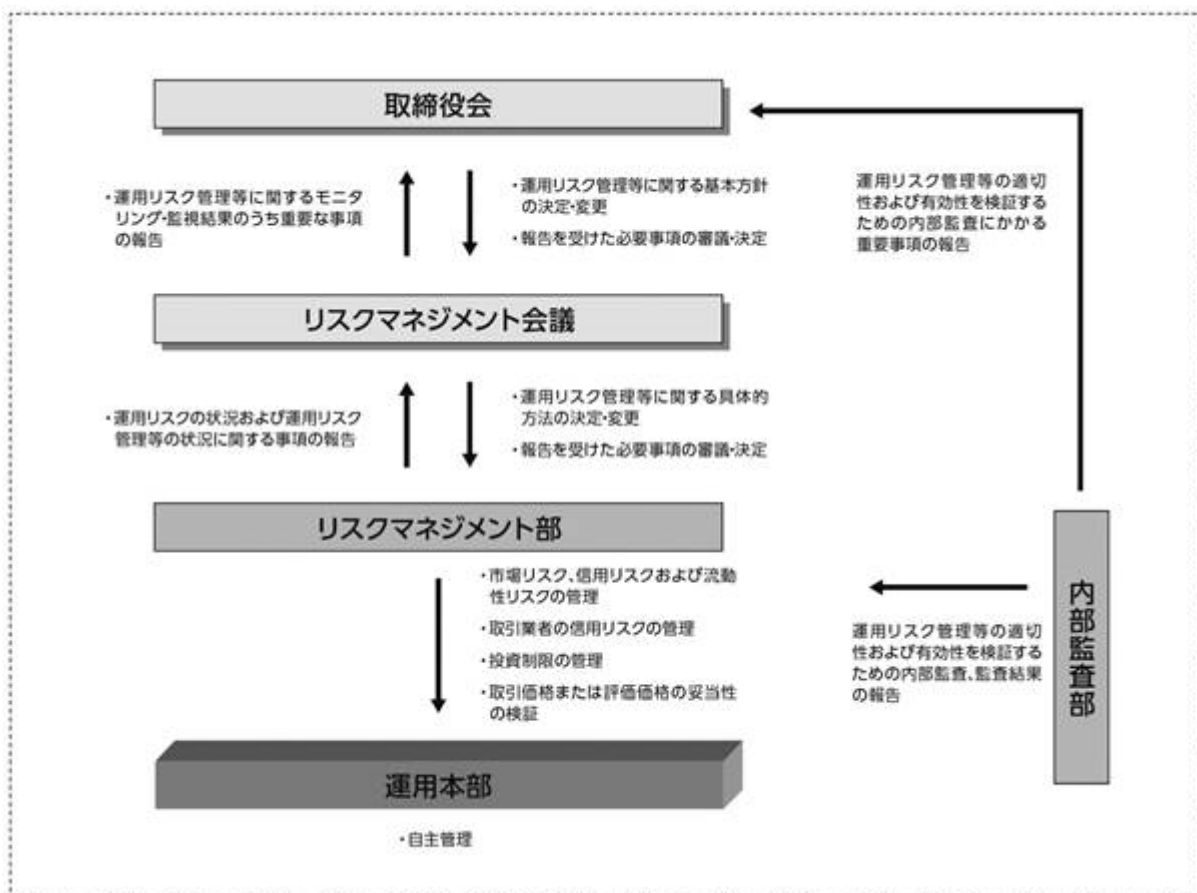 取締役会
・運用リスク管理等に関するモニタ
リング・監視結果のうち重要な事項
の報告
・運用リスク管理等に関する基本方針
の決定・変更
・報告を受けた必要事項の審議・決定
運用リスク管理等の適切
性および有効性を検証する
ための内部監査にかかる
重要事項の報告
リスクマネジメント会議
・運用リスクの状況および運用リスク
管理等の状況に関する事項の報告
・運用リスク管理等に関する具体的
方法の決定・変更
・報告を受けた必要事項の審議・決定
リスクマネジメント部
・市場リスク、信用リスクおよび流動
性リスクの管理
・取引業者の信用リスクの管理
・投資制限の管理
・取引価格または評価価格の妥当性
の検証
運用リスク管理等の適切
性および有効性を検証する
ための内部監査、監査結果
の報告
内部監査部
運用本部
・自主管理